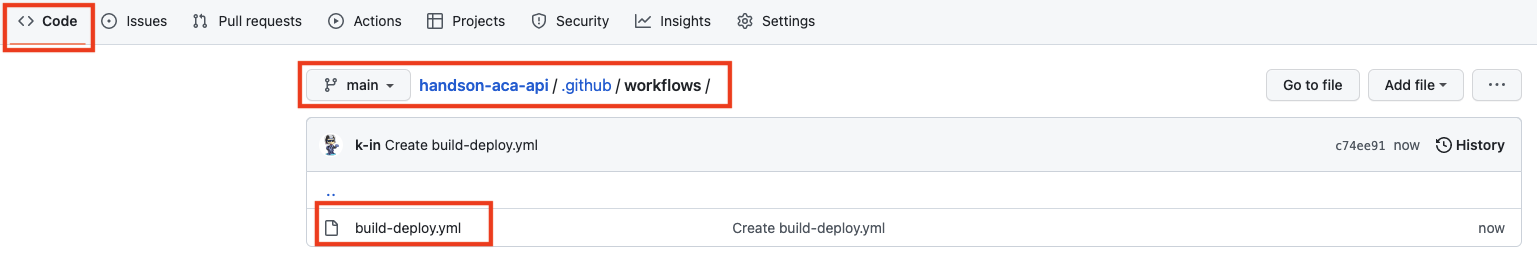 <> Code Issues Pull requests Actions Projects Security Insights Settings
main handson-aca-api / .github / workflows / Go to file Add file ...
k-in Create build-deploy.yml c74ee91 now History
..
build-deploy.yml Create build-deploy.yml now